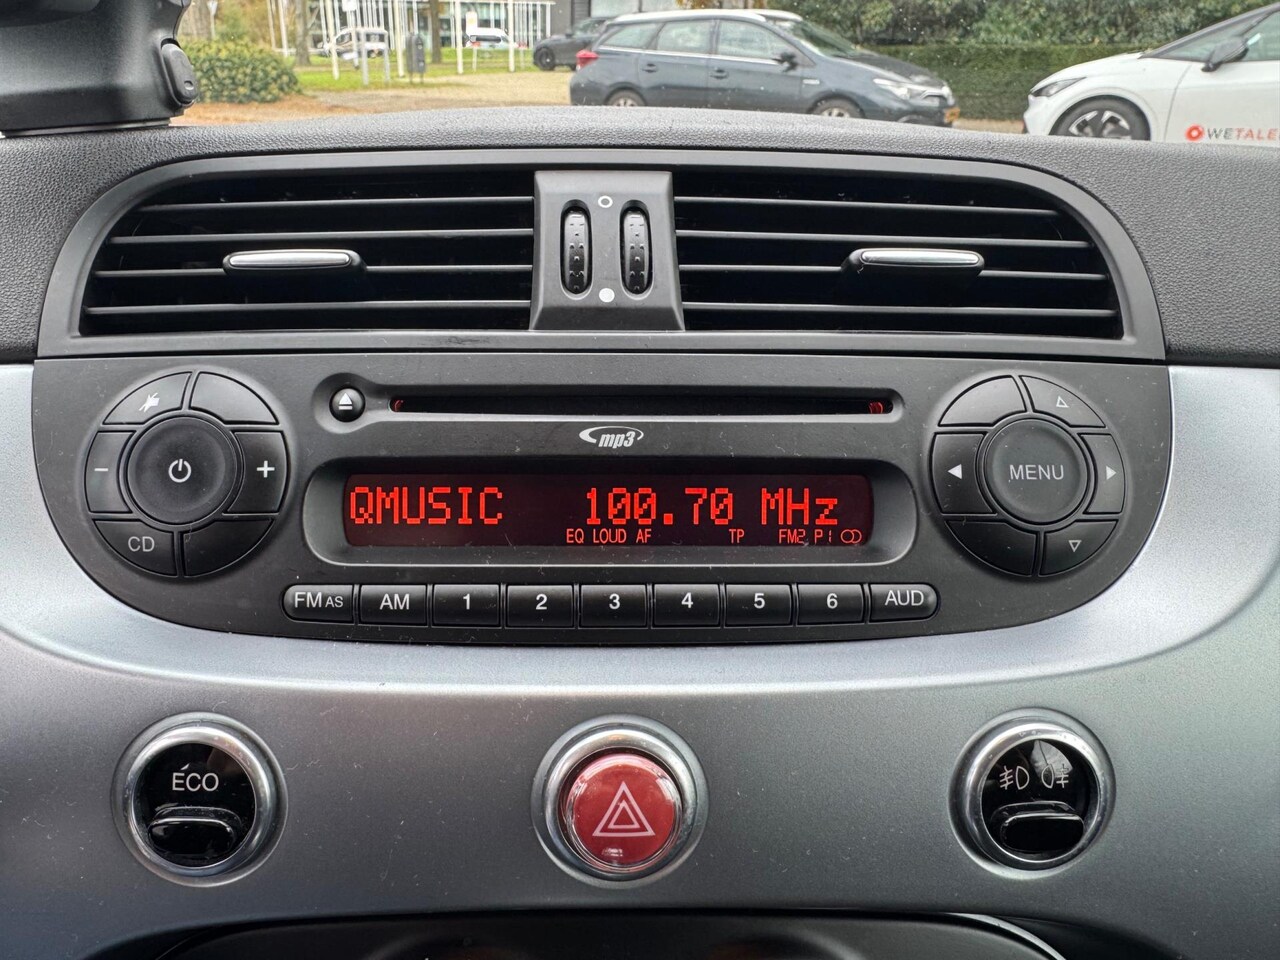 WETALE
mp3
QMUSIC 100.70 MHz
EQ LOUD AF TP FM2 P1
MENU
CD
FM AS AM 1 2 3 4 5 6 AUD
ÉCO